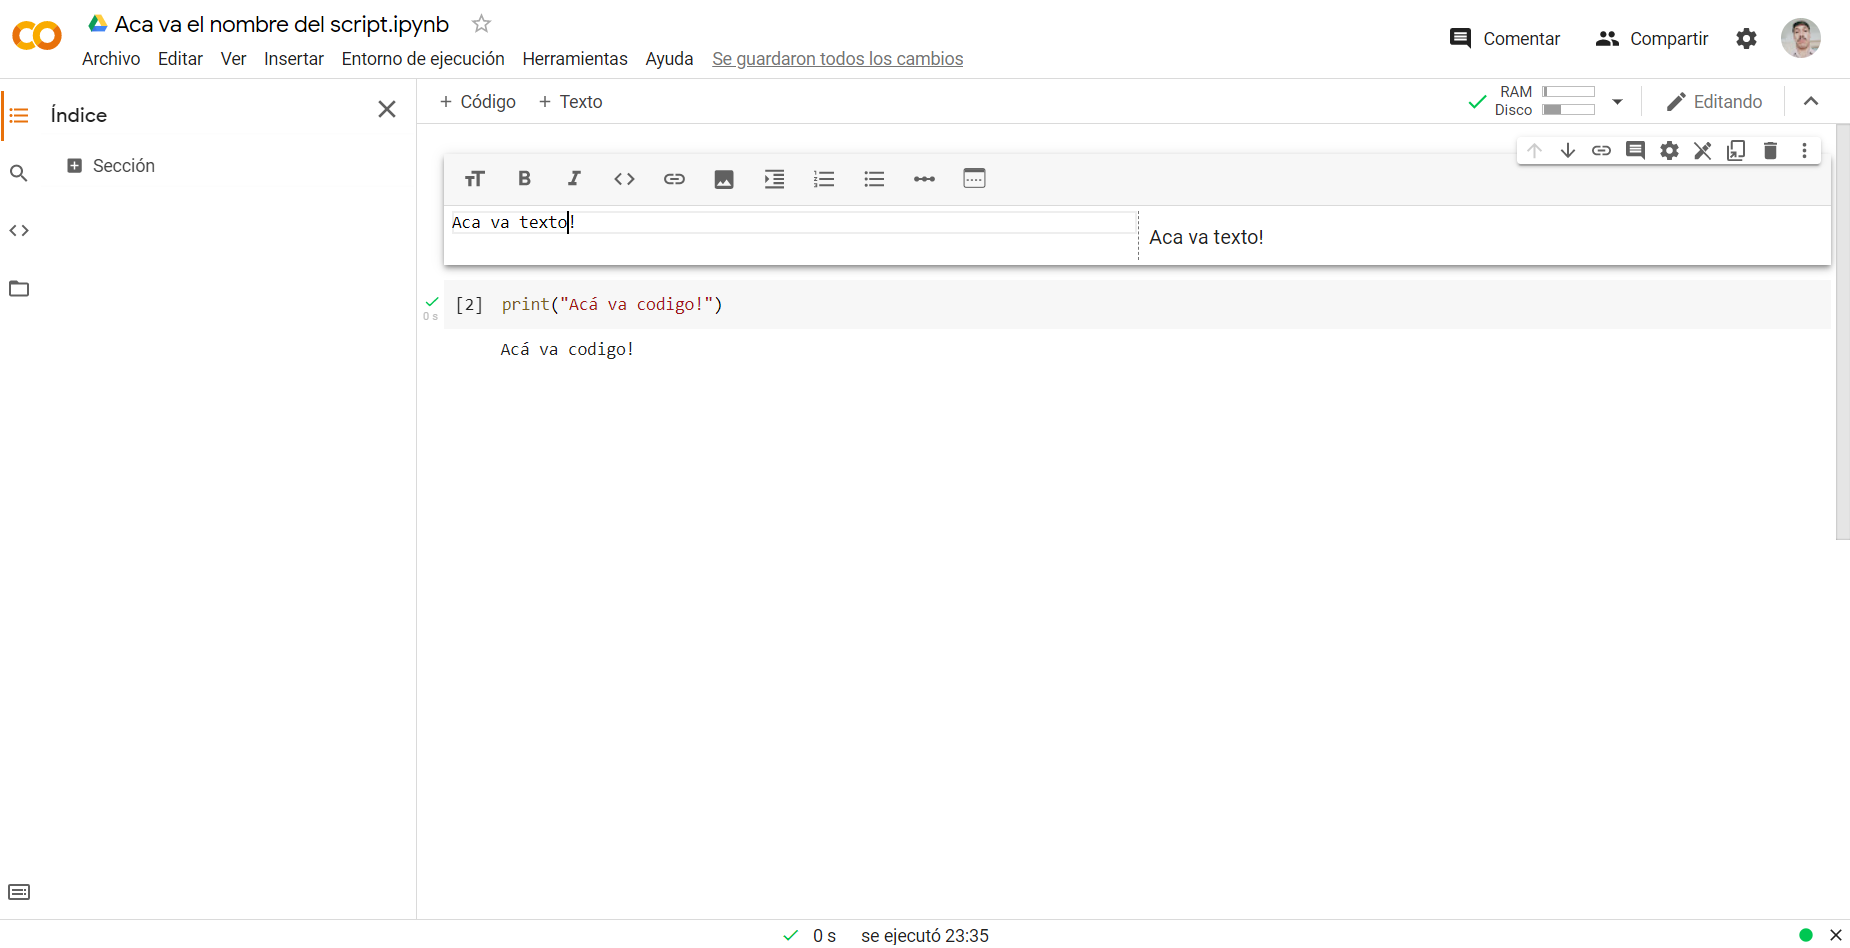 Aca va el nombre del script.ipynb
Archivo Editar Ver Insertar Entorno de ejecución Herramientas Ayuda Se guardaron todos los cambios
Comentar Compartir
Índice
Sección
+ Código + Texto
RAM
Disco
Editando
Aca va texto!
Aca va texto!
0 s
[2] print("Acá va codigo!")
Acá va codigo!
0 s se ejecutó 23:35